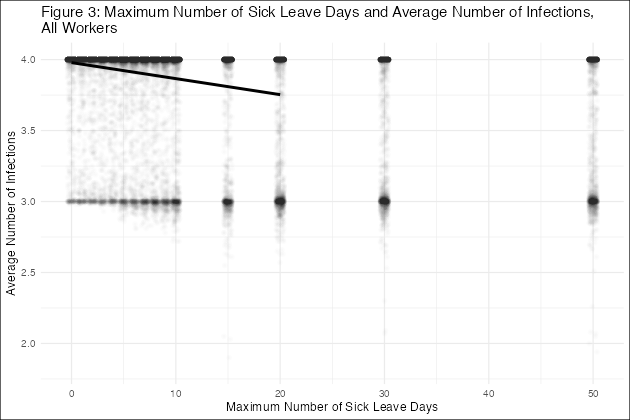 Figure 3: Maximum Number of Sick Leave Days and Average Number of Infections,
All Workers
Average Number of Infections
4.0
3.5
3.0
2.5
2.0
0 10 20 30 40 50
Maximum Number of Sick Leave Days